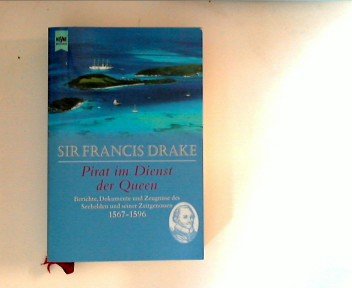 SIR FRANCIS DRAKE
Pirat im Dienst
der Queen
Berichte, Dokumente und Zeugnisse des
Seehelden und seiner Zeitgenossen
1567-1596